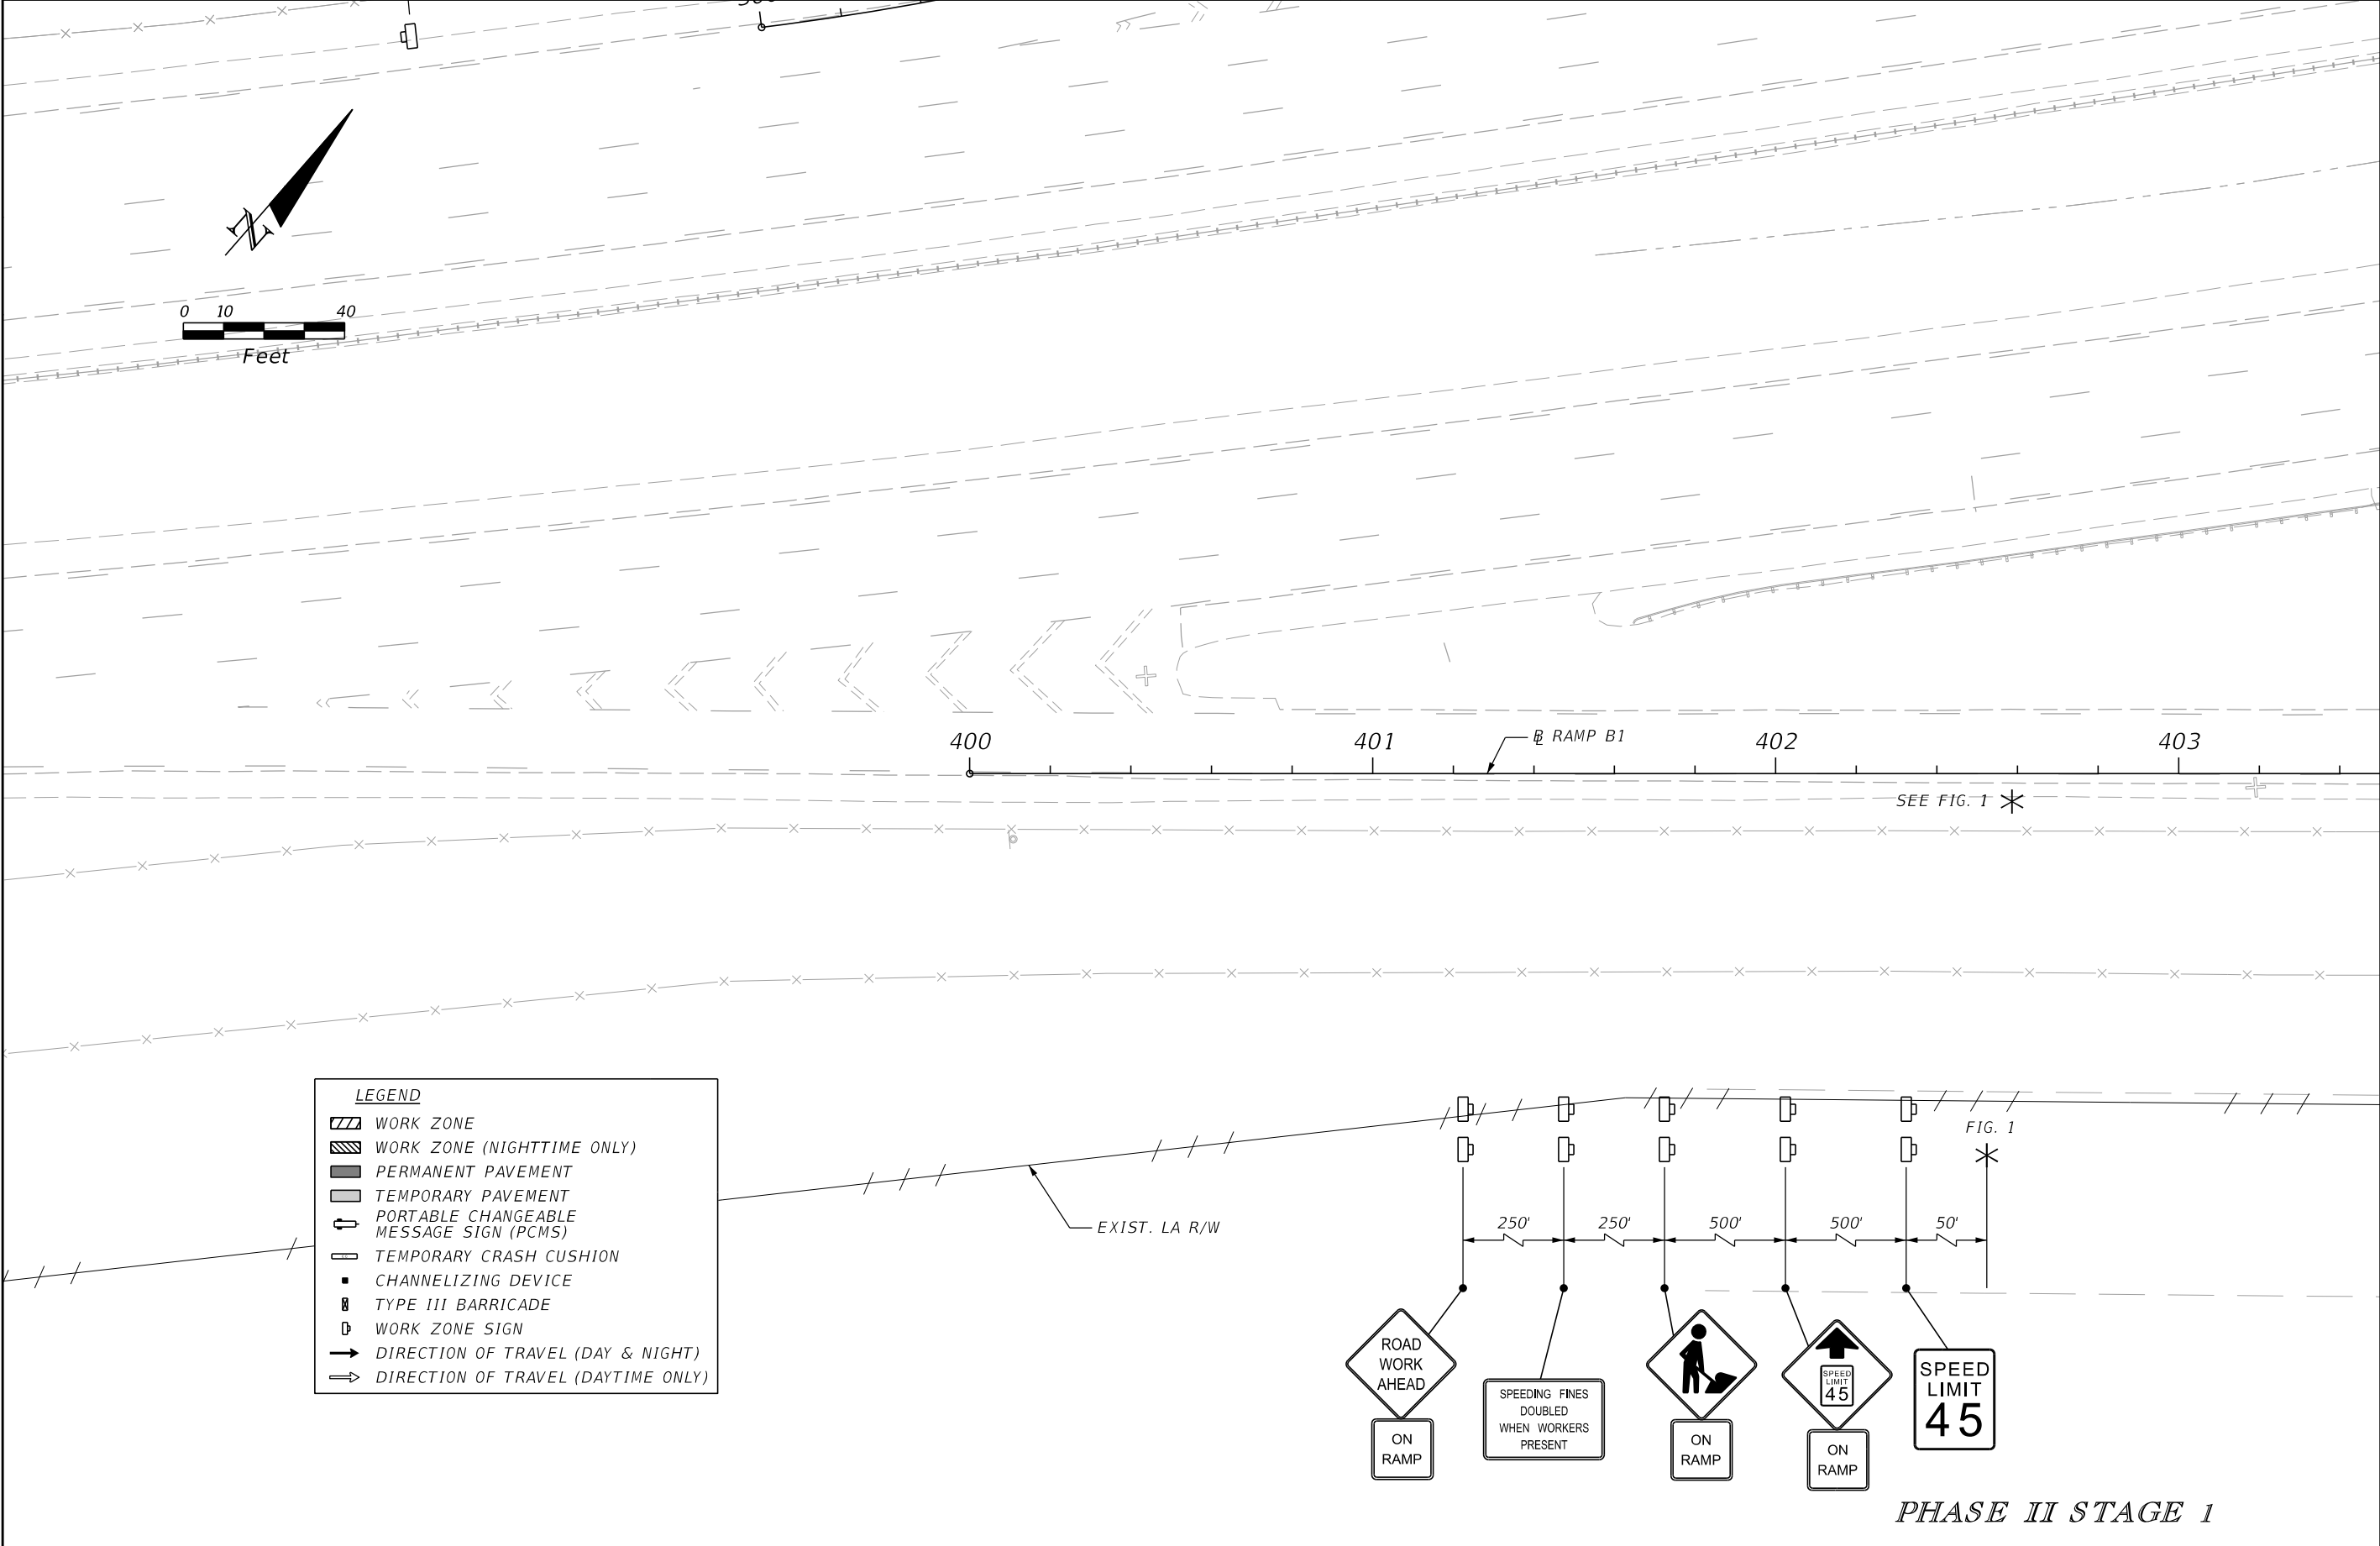 N
0 10 40
Feet
400 401 402 403
BL RAMP B1
SEE FIG. 1
LEGEND
WORK ZONE
WORK ZONE (NIGHTTIME ONLY)
PERMANENT PAVEMENT
TEMPORARY PAVEMENT
PORTABLE CHANGEABLE
MESSAGE SIGN (PCMS)
TEMPORARY CRASH CUSHION
CHANNELIZING DEVICE
TYPE III BARRICADE
WORK ZONE SIGN
DIRECTION OF TRAVEL (DAY & NIGHT)
DIRECTION OF TRAVEL (DAYTIME ONLY)
EXIST. LA R/W
FIG. 1
250' 250' 500' 500' 50'
ROAD
WORK
AHEAD
ON
RAMP
SPEEDING FINES
DOUBLED
WHEN WORKERS
PRESENT
ON
RAMP
SPEED
LIMIT
45
ON
RAMP
SPEED
LIMIT
45
PHASE II STAGE 1